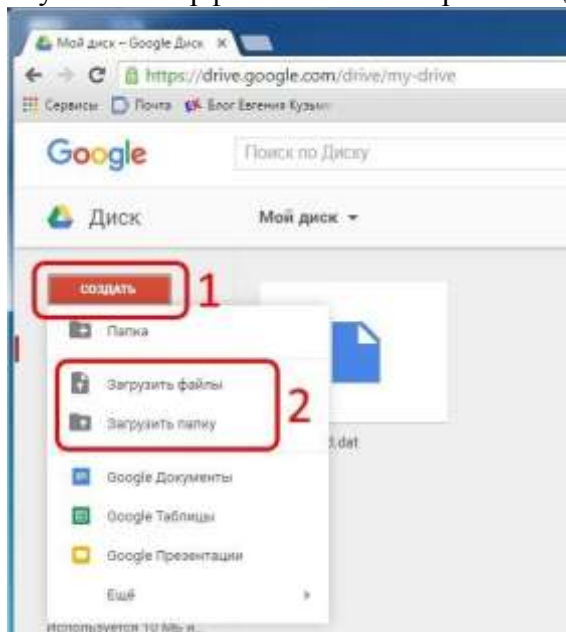 Мой диск – Google Диск
https://drive.google.com/drive/my-drive
Сервисы Почта Блог Евгения Кузьм
Google Поиск по Диску
Диск Мой диск
СОЗДАТЬ 1
Папка
Загрузить файлы
Загрузить папку
2
d.dat
Google Документы
Google Таблицы
Google Презентации
Ещё
Используется 10 МБ и...